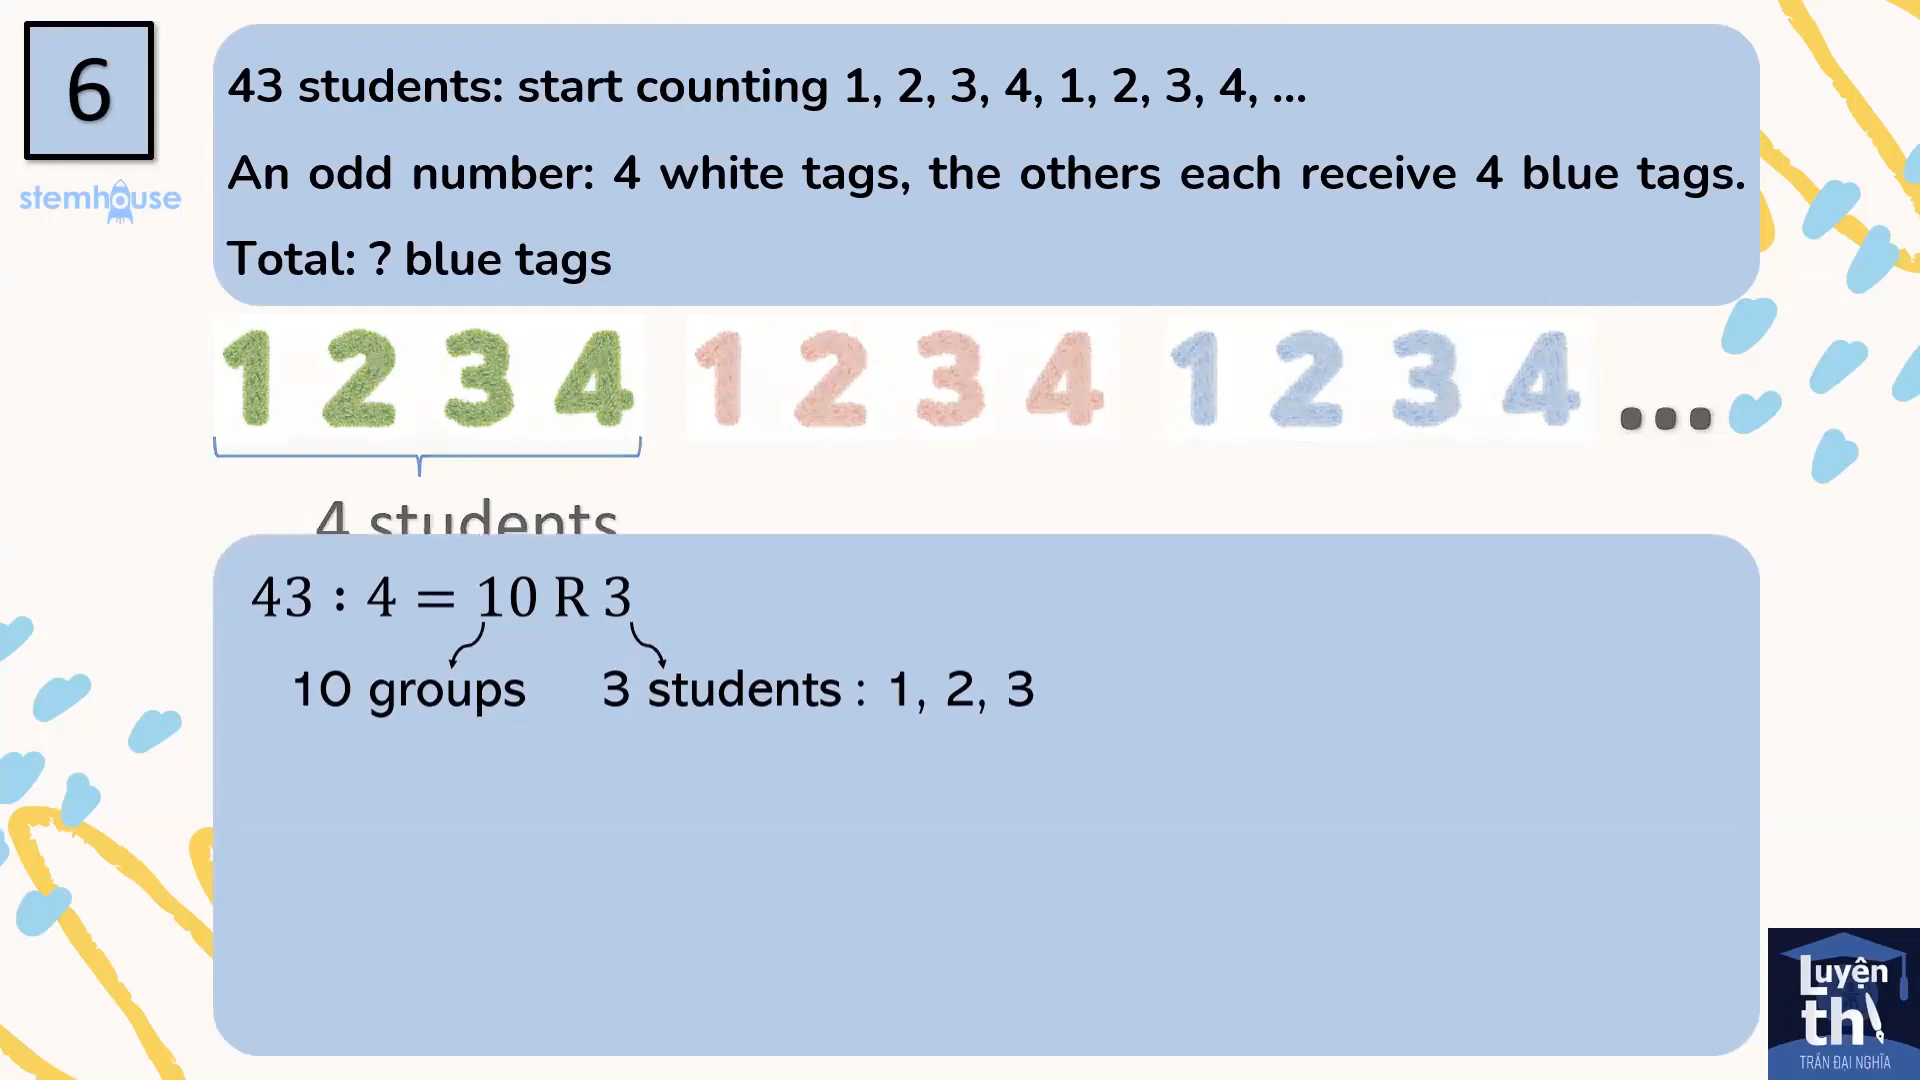 6
stemhouse
43 students: start counting 1, 2, 3, 4, 1, 2, 3, 4, ...
An odd number: 4 white tags, the others each receive 4 blue tags.
Total: ? blue tags
1 2 3 4 1 2 3 4 1 2 3 4 ...
4 students
43 : 4 = 10 R 3
10 groups 3 students : 1, 2, 3
Luyện
thi
TRẦN ĐẠI NGHĨA